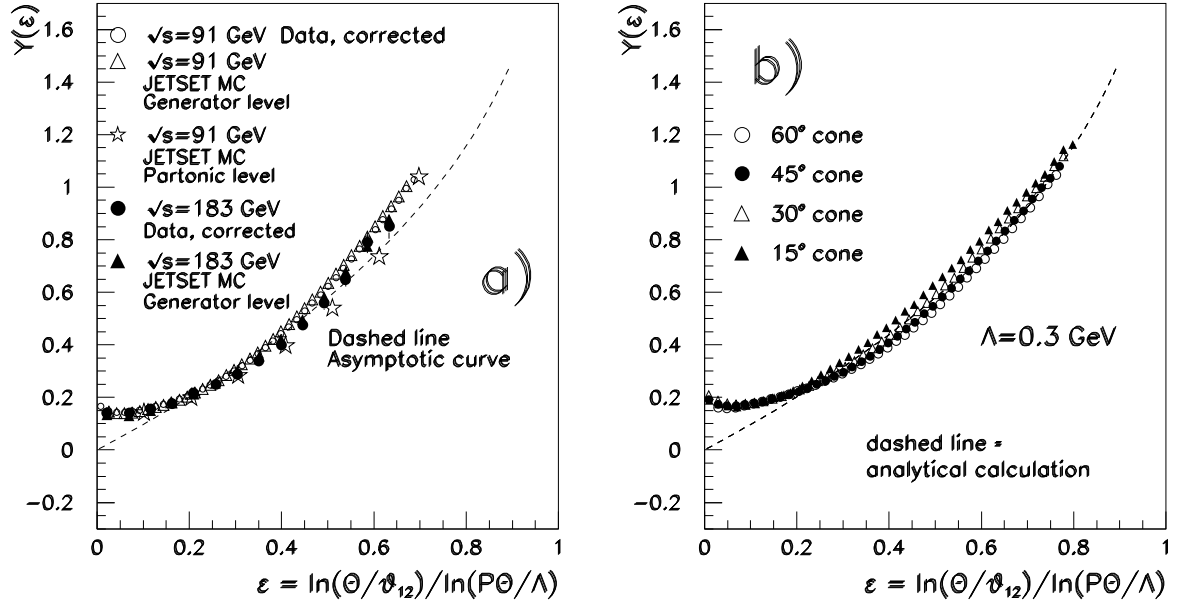 Y(ε)
1.6
1.4
1.2
1
0.8
0.6
0.4
0.2
0
−0.2
0 0.2 0.4 0.6 0.8 1
ε = ln(Θ/ϑ₁₂)/ln(PΘ/Λ)
√s=91 GeV Data, corrected
√s=91 GeV
JETSET MC
Generator level
√s=91 GeV
JETSET MC
Partonic level
√s=183 GeV
Data, corrected
√s=183 GeV
JETSET MC
Generator level
a)
Dashed line
Asymptotic curve
Y(ε)
1.6
1.4
1.2
1
0.8
0.6
0.4
0.2
0
−0.2
0 0.2 0.4 0.6 0.8 1
ε = ln(Θ/ϑ₁₂)/ln(PΘ/Λ)
b)
60° cone
45° cone
30° cone
15° cone
Λ=0.3 GeV
dashed line =
analytical calculation